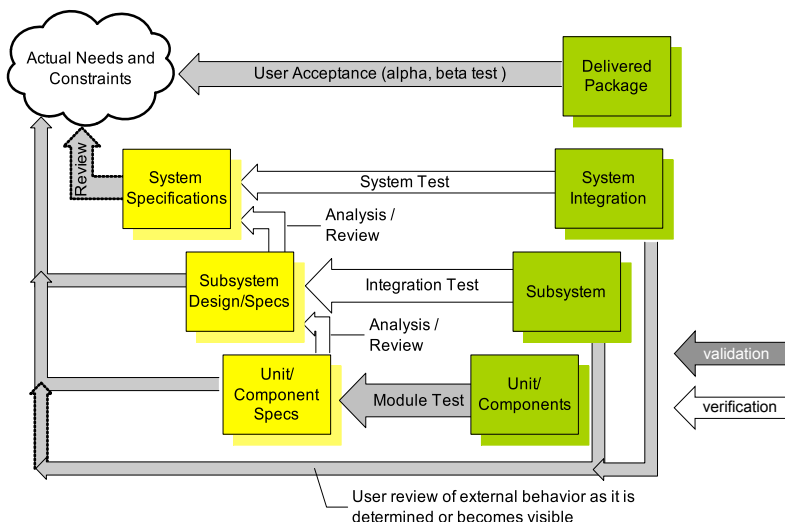 Actual Needs and
Constraints
User Acceptance (alpha, beta test )
Delivered
Package
Review
System
Specifications
System Test
System
Integration
Analysis /
Review
Subsystem
Design/Specs
Integration Test
Subsystem
Analysis /
Review
validation
Unit/
Component
Specs
Module Test
Unit/
Components
verification
User review of external behavior as it is
determined or becomes visible